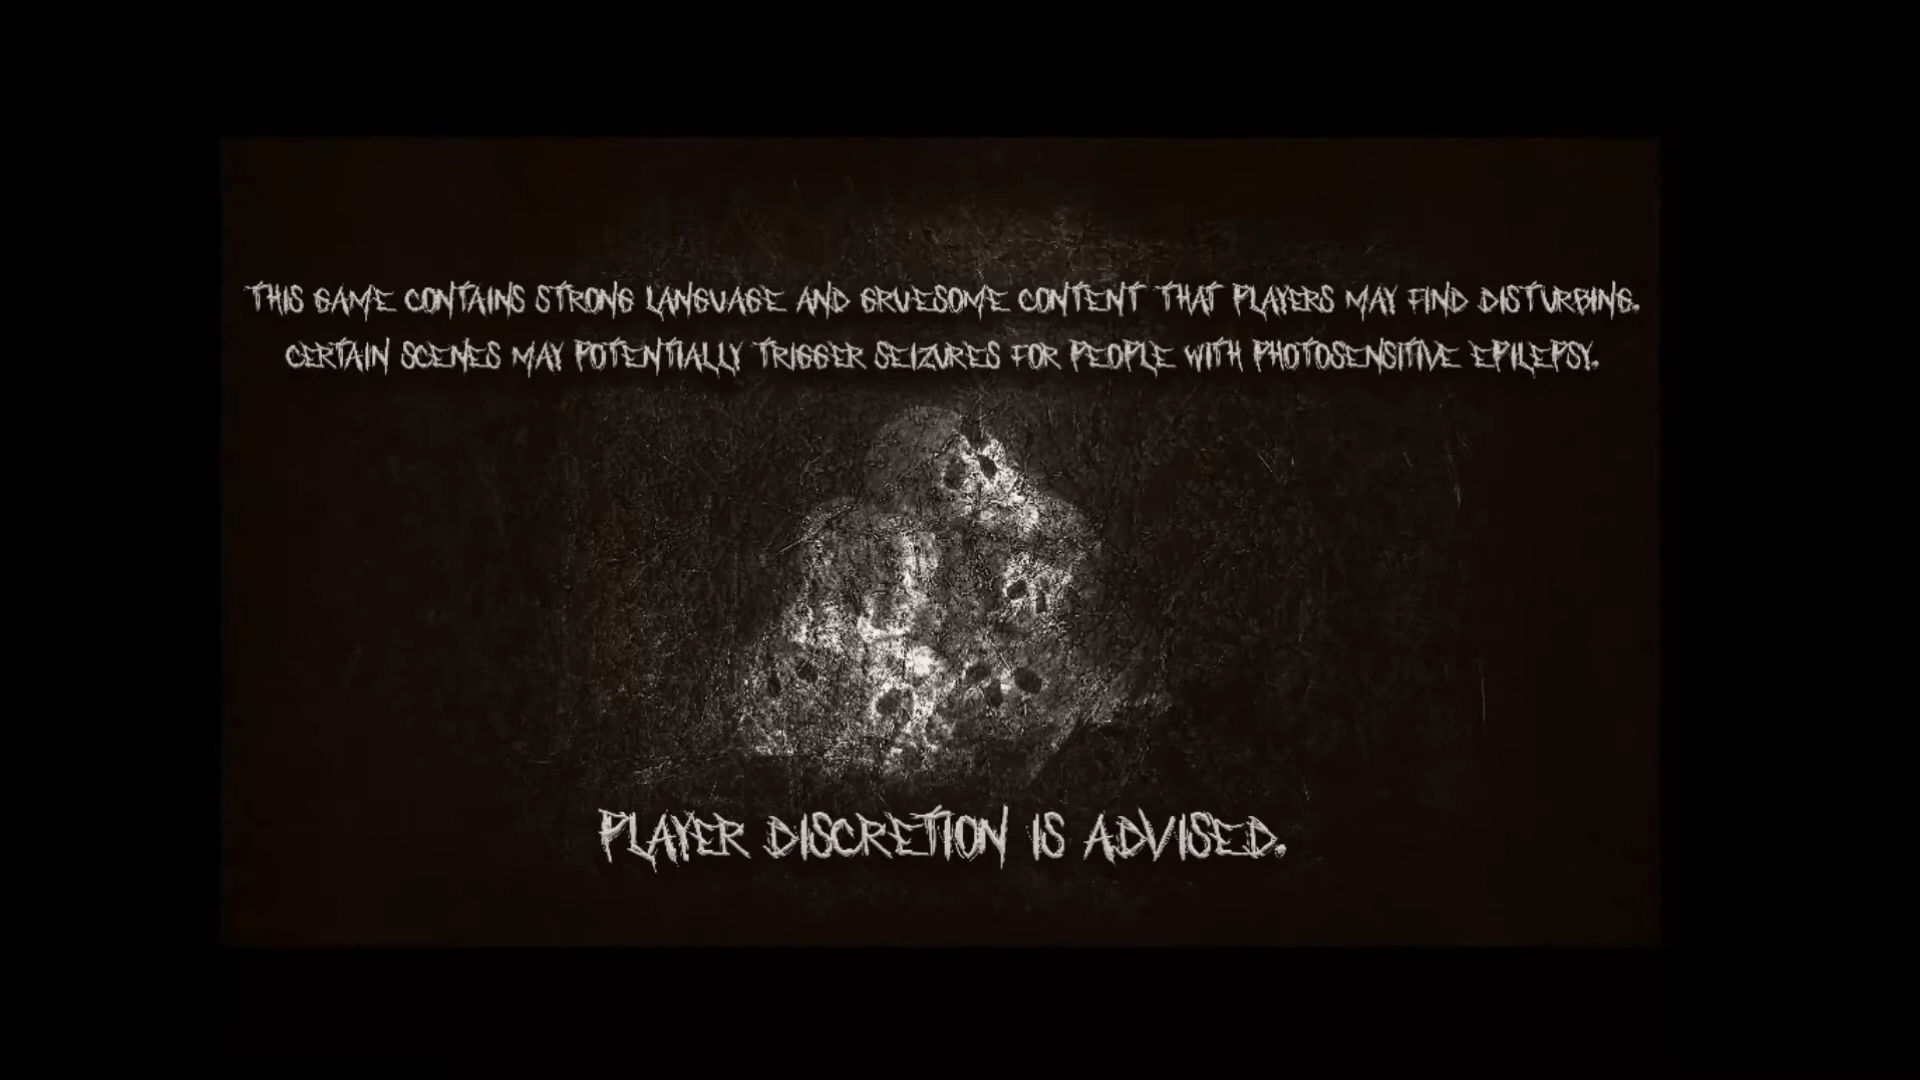 THIS GAME CONTAINS STRONG LANGUAGE AND GRUESOME CONTENT THAT PLAYERS MAY FIND DISTURBING.
CERTAIN SCENES MAY POTENTIALLY TRIGGER SEIZURES FOR PEOPLE WITH PHOTOSENSITIVE EPILEPSY.
PLAYER DISCRETION IS ADVISED.